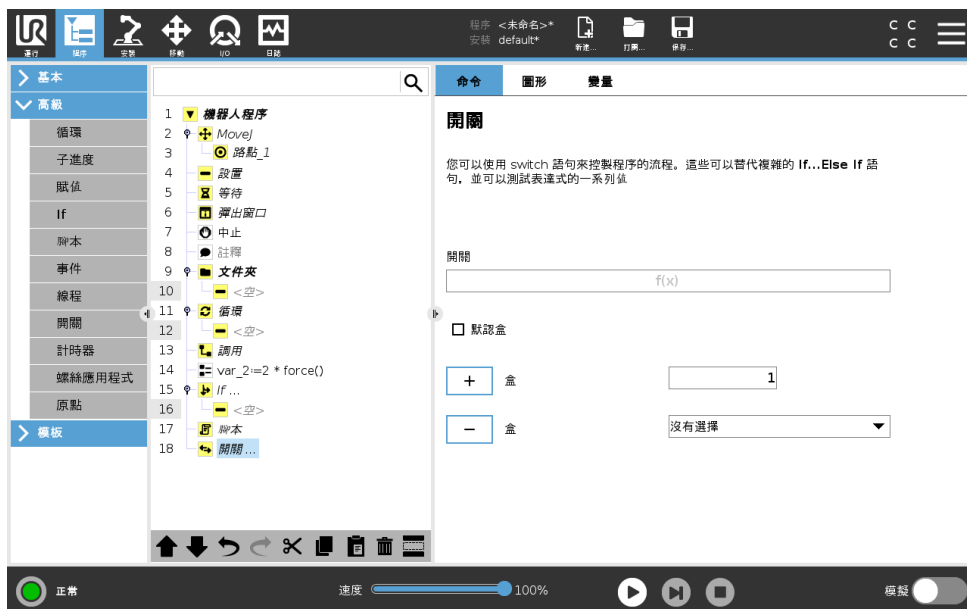 程序 <未命名>*
安裝 default*
運行
程序
安裝
移動
I/O
日誌
新建...
打開...
保存...
C C
C C
基本
高級
循環
子進度
賦值
If
腳本
事件
線程
開關
計時器
螺絲應用程式
原點
模板
1 機器人程序
2 MoveJ
3 路點_1
4 設置
5 等待
6 彈出窗口
7 中止
8 註釋
9 文件夾
10 <空>
11 循環
12 <空>
13 調用
14 var_2:=2 * force()
15 If ...
16 <空>
17 腳本
18 開關 ...
命令 圖形 變量
開關
您可以使用 switch 語句來控製程序的流程。這些可以替代複雜的 If...Else If 語
句，並可以測試表達式的一系列值
開關
f(x)
默認盒
+ 盒 1
− 盒 沒有選擇
正常
速度 100%
模擬